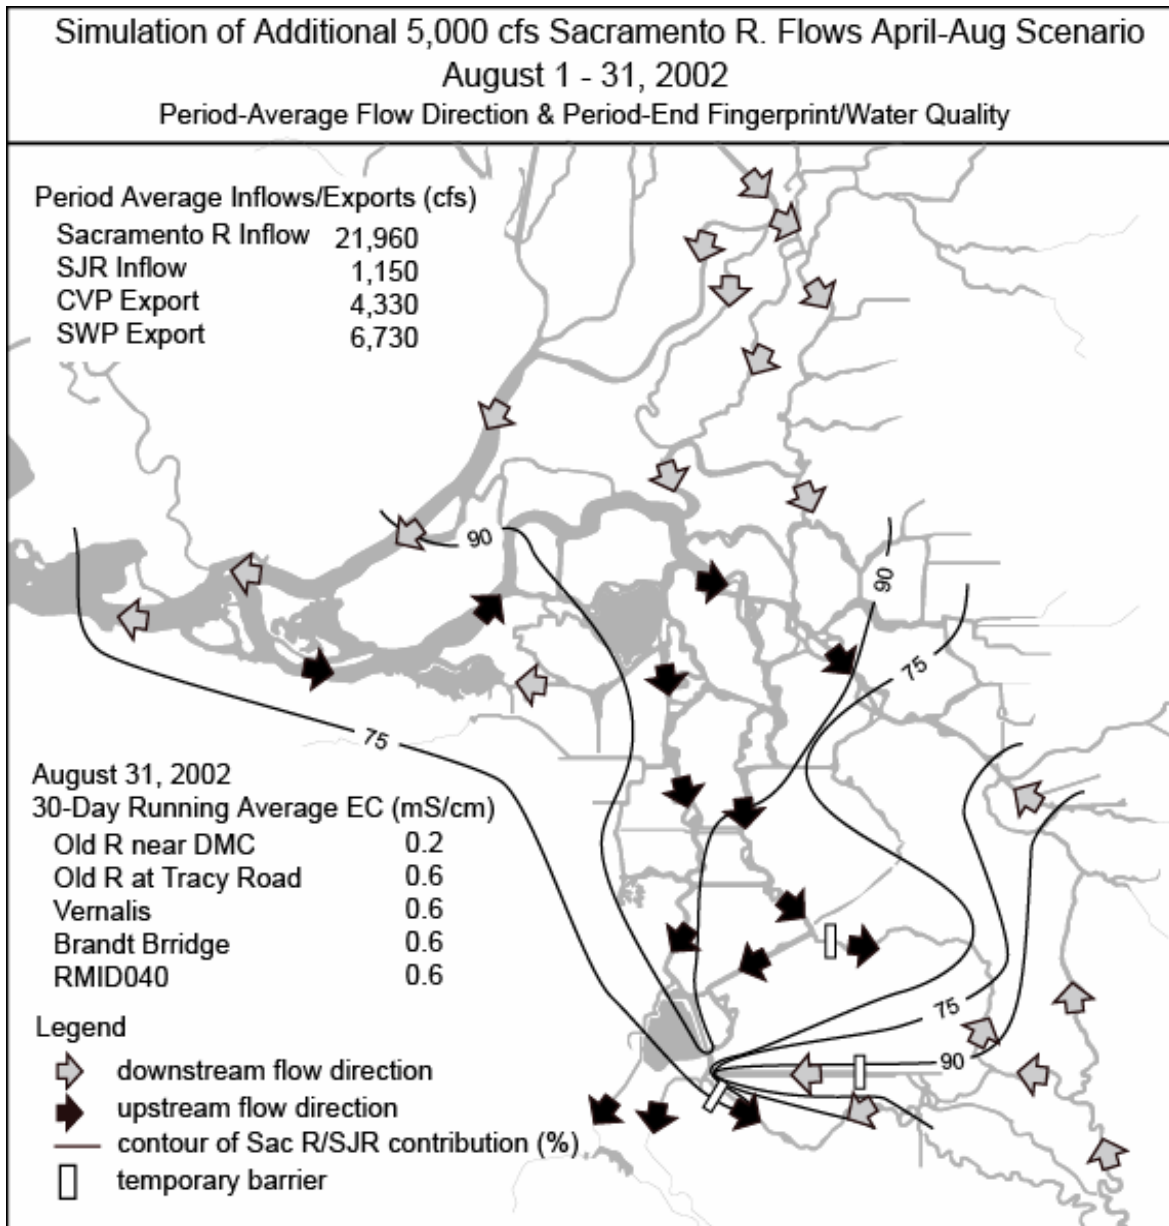 Simulation of Additional 5,000 cfs Sacramento R. Flows April-Aug Scenario
August 1 - 31, 2002
Period-Average Flow Direction & Period-End Fingerprint/Water Quality
Period Average Inflows/Exports (cfs)
Sacramento R Inflow 21,960
SJR Inflow 1,150
CVP Export 4,330
SWP Export 6,730
90
90
75
75
August 31, 2002
30-Day Running Average EC (mS/cm)
Old R near DMC 0.2
Old R at Tracy Road 0.6
Vernalis 0.6
Brandt Brridge 0.6
RMID040 0.6
75
90
Legend
downstream flow direction
upstream flow direction
contour of Sac R/SJR contribution (%)
temporary barrier